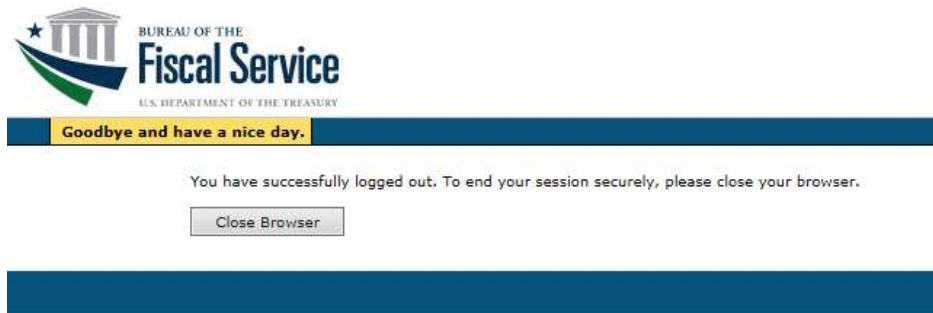 BUREAU OF THE
Fiscal Service
U.S. DEPARTMENT OF THE TREASURY
Goodbye and have a nice day.
You have successfully logged out. To end your session securely, please close your browser.
Close Browser